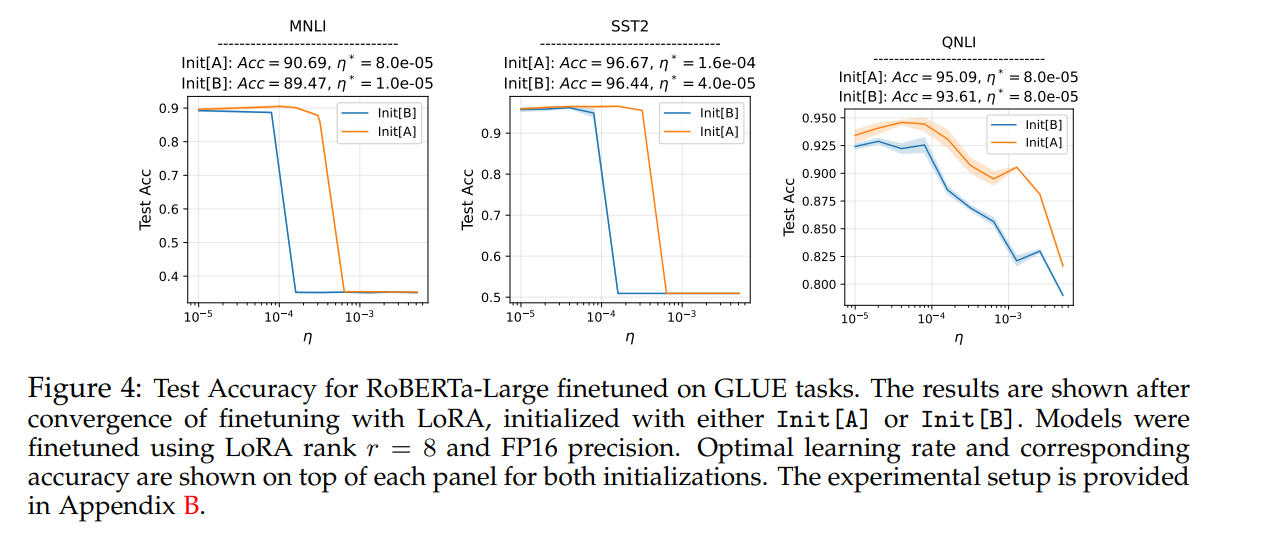 MNLI
--------------------------------
Init[A]: Acc = 90.69, η* = 8.0e-05
Init[B]: Acc = 89.47, η* = 1.0e-05
0.9
0.8
0.7
0.6
0.5
0.4
Test Acc
Init[B]
Init[A]
10⁻⁵ 10⁻⁴ 10⁻³
η
SST2
--------------------------------
Init[A]: Acc = 96.67, η* = 1.6e-04
Init[B]: Acc = 96.44, η* = 4.0e-05
0.9
0.8
0.7
0.6
0.5
Test Acc
Init[B]
Init[A]
10⁻⁵ 10⁻⁴ 10⁻³
η
QNLI
--------------------------------
Init[A]: Acc = 95.09, η* = 8.0e-05
Init[B]: Acc = 93.61, η* = 8.0e-05
0.950
0.925
0.900
0.875
0.850
0.825
0.800
Test Acc
Init[B]
Init[A]
10⁻⁵ 10⁻⁴ 10⁻³
η
Figure 4: Test Accuracy for RoBERTa-Large finetuned on GLUE tasks. The results are shown after
convergence of finetuning with LoRA, initialized with either Init[A] or Init[B]. Models were
finetuned using LoRA rank r = 8 and FP16 precision. Optimal learning rate and corresponding
accuracy are shown on top of each panel for both initializations. The experimental setup is provided
in Appendix B.